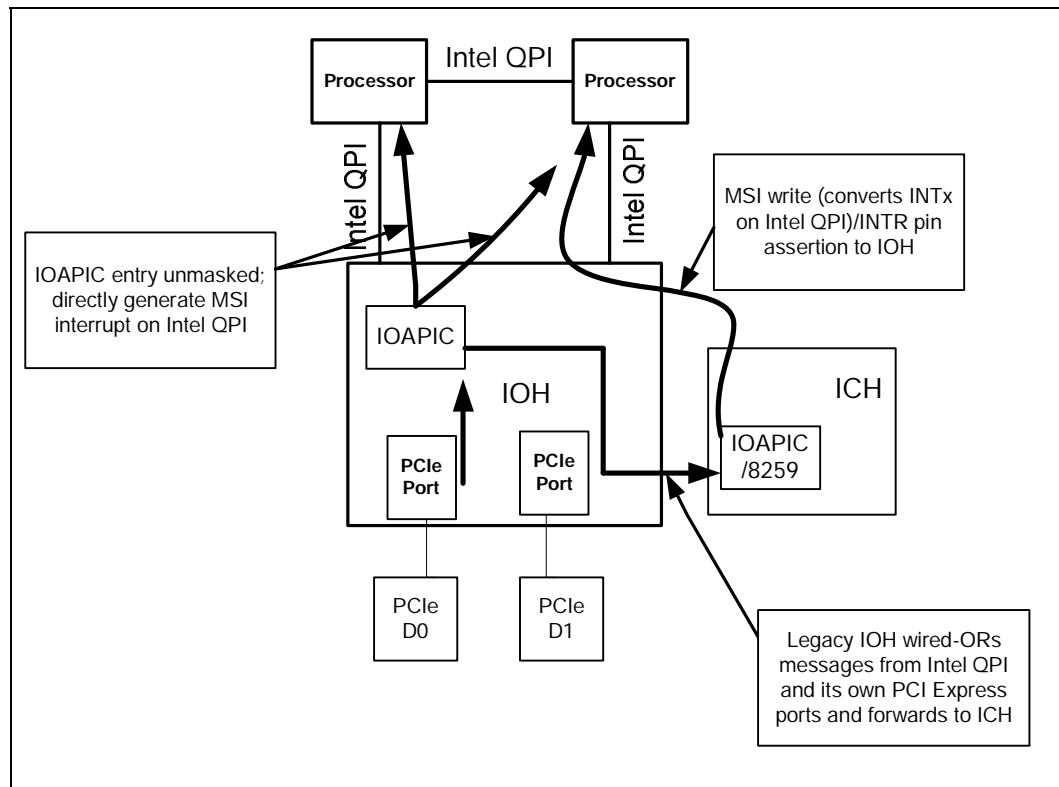 Intel QPI
Processor
Processor
Intel QPI
Intel QPI
MSI write (converts INTx
on Intel QPI)/INTR pin
assertion to IOH
IOAPIC entry unmasked;
directly generate MSI
interrupt on Intel QPI
IOAPIC
IOH
ICH
PCIe
Port
PCIe
Port
IOAPIC
/8259
PCIe
D0
PCIe
D1
Legacy IOH wired-ORs
messages from Intel QPI
and its own PCI Express
ports and forwards to ICH